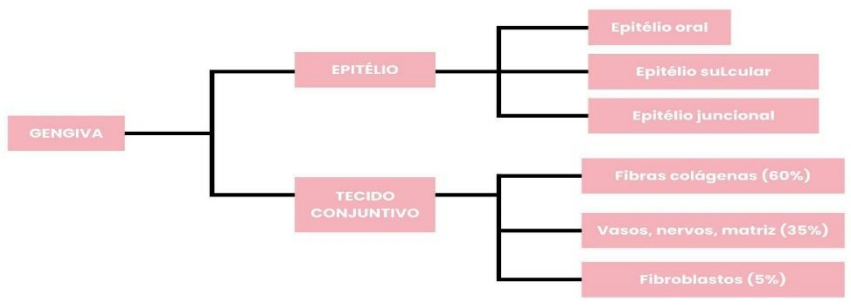 GENGIVA
EPITÉLIO
Epitélio oral
Epitélio suLcular
Epitélio juncional
TECIDO
CONJUNTIVO
Fibras colágenas (60%)
Vasos, nervos, matriz (35%)
Fibroblastos (5%)